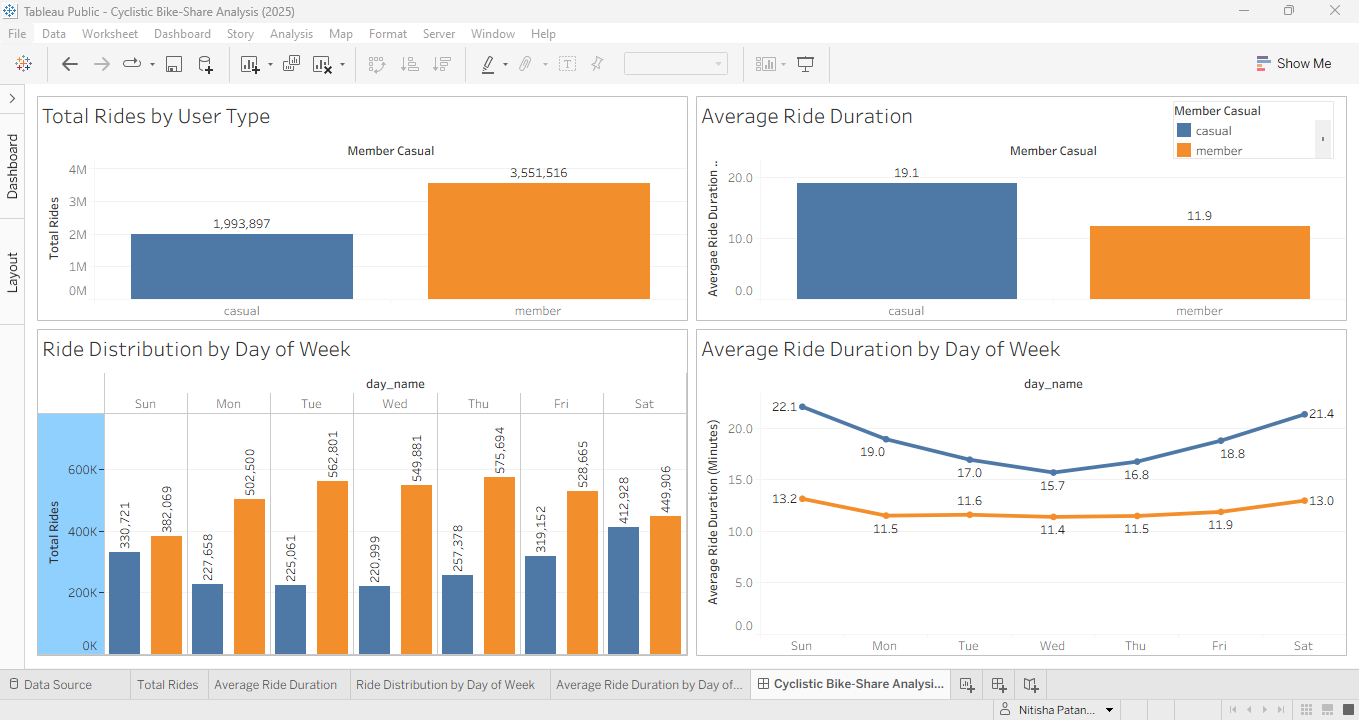 Tableau Public - Cyclistic Bike-Share Analysis (2025)
File Data Worksheet Dashboard Story Analysis Map Format Server Window Help
Show Me
Dashboard
Layout
Total Rides by User Type
Member Casual
Total Rides
4M
3M
2M
1M
0M
1,993,897
3,551,516
casual
member
Average Ride Duration
Member Casual
casual
member
Member Casual
Avergae Ride Duration ..
20.0
10.0
0.0
19.1
11.9
casual
member
Ride Distribution by Day of Week
day_name
Sun Mon Tue Wed Thu Fri Sat
Total Rides
600K
400K
200K
0K
330,721
382,069
227,658
502,500
225,061
562,801
220,999
549,881
257,378
575,694
319,152
528,665
412,928
449,906
Average Ride Duration by Day of Week
day_name
Average Ride Duration (Minutes)
20.0
15.0
10.0
5.0
0.0
22.1
19.0
17.0
15.7
16.8
18.8
21.4
13.2
11.5
11.6
11.4
11.5
11.9
13.0
Sun Mon Tue Wed Thu Fri Sat
Data Source Total Rides Average Ride Duration Ride Distribution by Day of Week Average Ride Duration by Day of... Cyclistic Bike-Share Analysi...
Nitisha Patan...